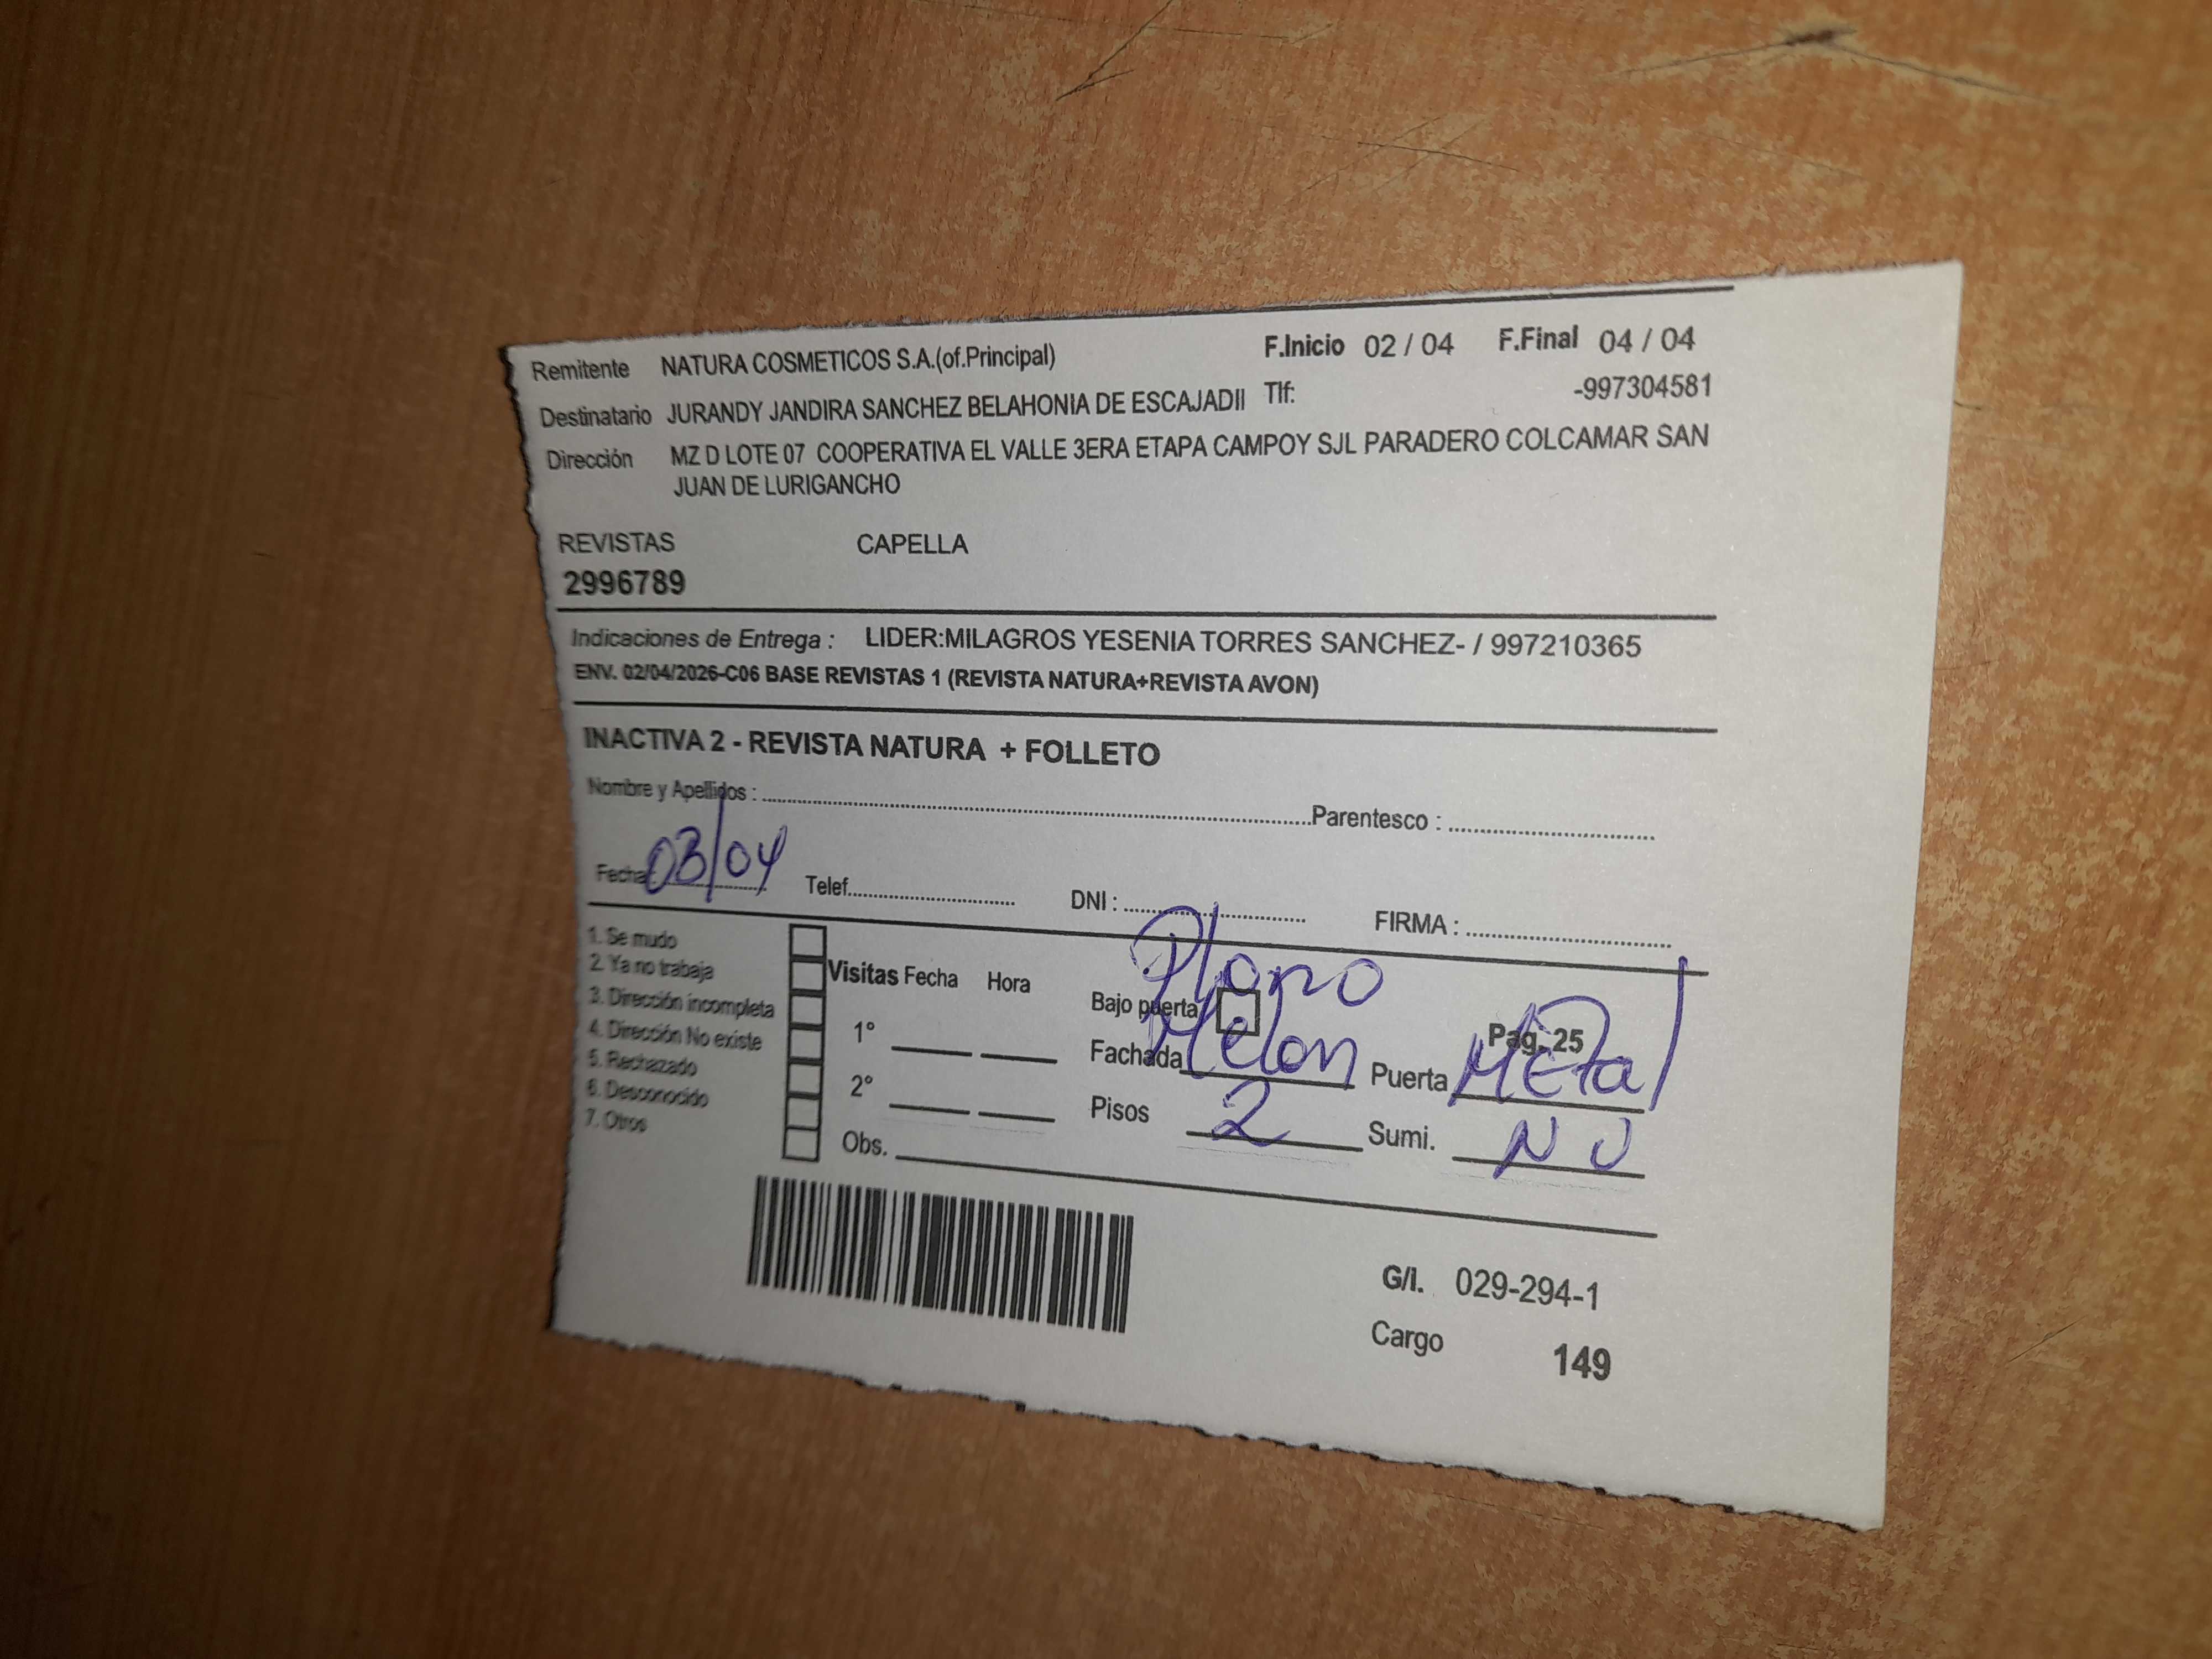 Remitente NATURA COSMETICOS S.A.(of.Principal) F.Inicio 02 / 04 F.Final 04 / 04
Destinatario JURANDY JANDIRA SANCHEZ BELAHONIA DE ESCAJADII Tlf: -997304581
Dirección MZ D LOTE 07 COOPERATIVA EL VALLE 3ERA ETAPA CAMPOY SJL PARADERO COLCAMAR SAN
JUAN DE LURIGANCHO
REVISTAS CAPELLA
2996789
Indicaciones de Entrega : LIDER:MILAGROS YESENIA TORRES SANCHEZ- / 997210365
ENV. 02/04/2026-C06 BASE REVISTAS 1 (REVISTA NATURA+REVISTA AVON)
INACTIVA 2 - REVISTA NATURA + FOLLETO
Nombre y Apellidos : Parentesco :
Fecha: 03/04 Telef. DNI : FIRMA :
1. Se mudo
2. Ya no trabaja
3. Dirección incompleta
4. Dirección No existe
5. Rechazado
6. Desconocido
7. Otros
Visitas Fecha Hora
1°
2°
Obs.
Plomo
Bajo puerta Pag. 25
Fachada Melon Puerta Metal
Pisos 2 Sumi. NU
G/I. 029-294-1
Cargo 149